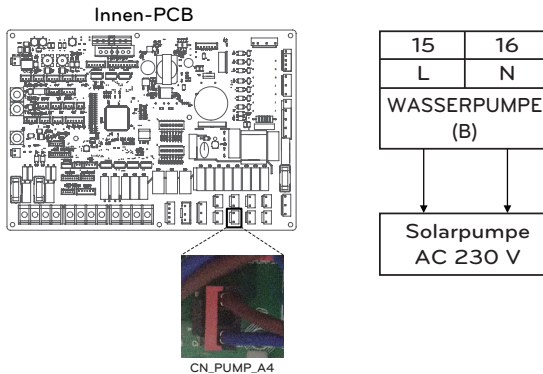 Innen-PCB
15 16
L N
WASSERPUMPE
(B)
Solarpumpe
AC 230 V
CN_PUMP_A4